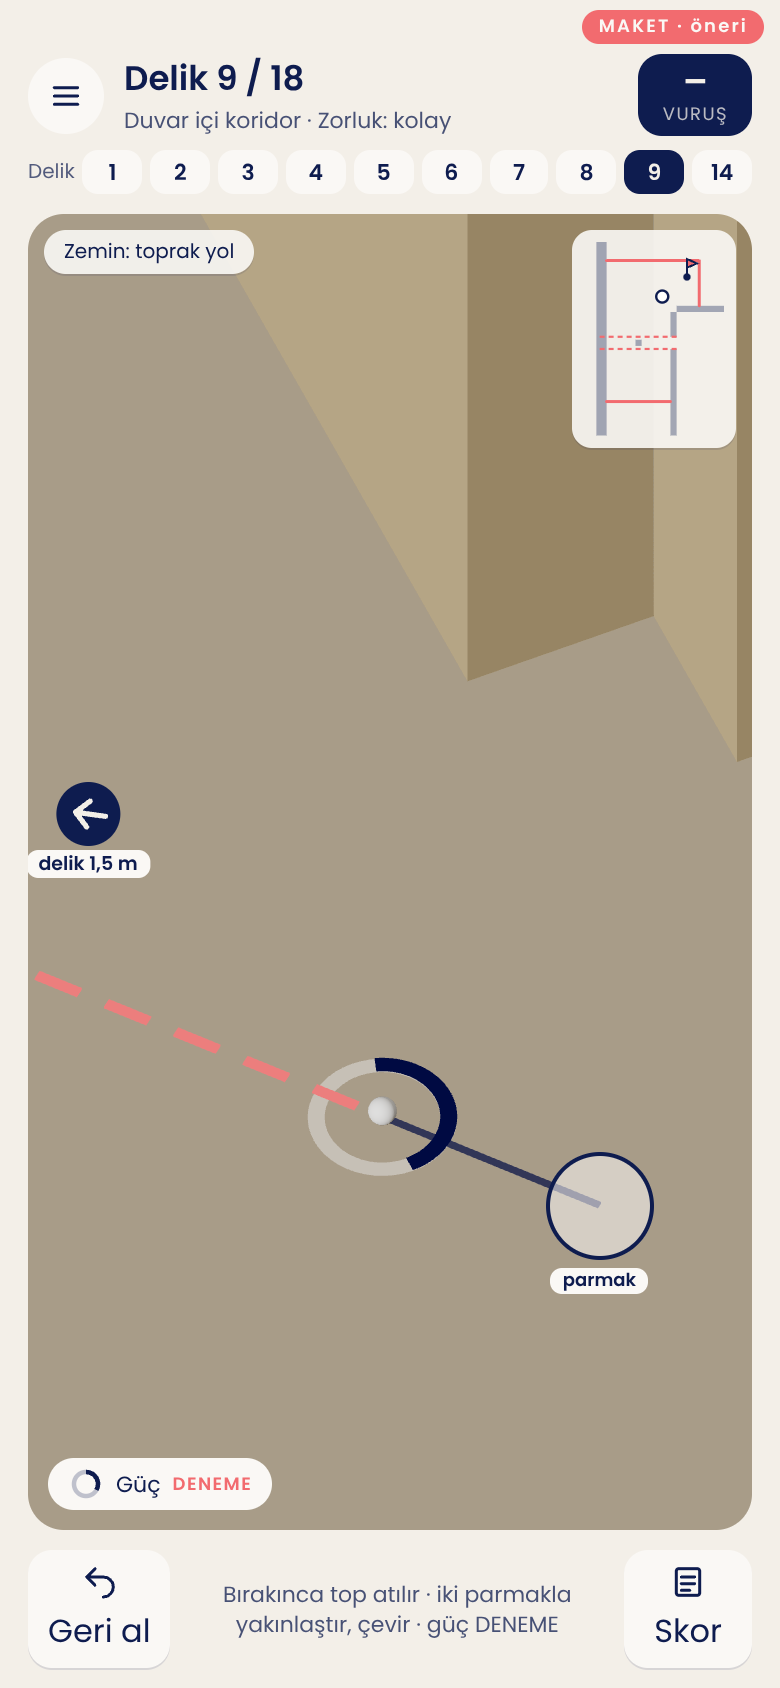 MAKET · öneri
Delik 9 / 18
Duvar içi koridor · Zorluk: kolay
–
VURUŞ
Delik 1 2 3 4 5 6 7 8 9 14
Zemin: toprak yol
delik 1,5 m
parmak
Güç DENEME
Geri al
Bırakınca top atılır · iki parmakla
yakınlaştır, çevir · güç DENEME
Skor